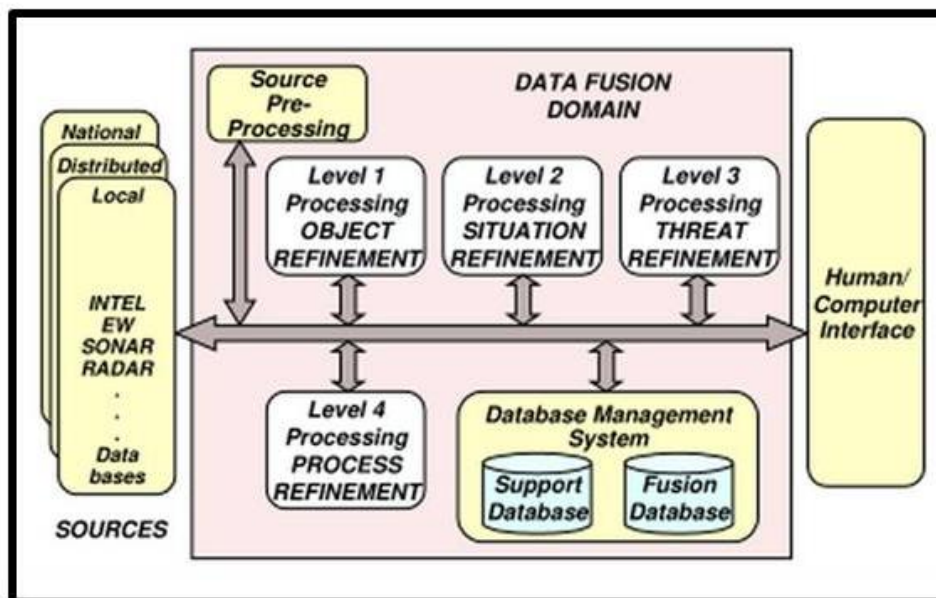 National
Distributed
Local
INTEL
EW
SONAR
RADAR
.
.
.
Data
bases
SOURCES
Source
Pre-
Processing
DATA FUSION
DOMAIN
Level 1
Processing
OBJECT
REFINEMENT
Level 2
Processing
SITUATION
REFINEMENT
Level 3
Processing
THREAT
REFINEMENT
Level 4
Processing
PROCESS
REFINEMENT
Database Management
System
Support
Database
Fusion
Database
Human/
Computer
Interface